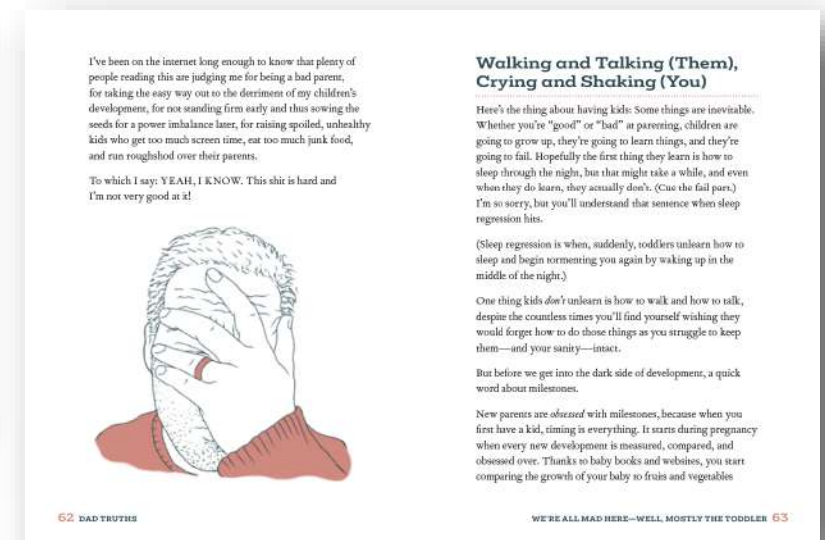 I've been on the internet long enough to know that plenty of
people reading this are judging me for being a bad parent,
for taking the easy way out to the detriment of my children's
development, for not standing firm early and thus sowing the
seeds for a power imbalance later, for raising spoiled, unhealthy
kids who get too much screen time, eat too much junk food,
and run roughshod over their parents.
To which I say: YEAH, I KNOW. This shit is hard and
I'm not very good at it!
62 DAD TRUTHS
Walking and Talking (Them),
Crying and Shaking (You)
Here's the thing about having kids: Some things are inevitable.
Whether you're “good” or “bad” at parenting, children are
going to grow up, they're going to learn things, and they're
going to fail. Hopefully the first thing they learn is how to
sleep through the night, but that might take a while, and even
when they do learn, they actually don't. (Cue the fail part.)
I'm so sorry, but you'll understand that sentence when sleep
regression hits.
(Sleep regression is when, suddenly, toddlers unlearn how to
sleep and begin tormenting you again by waking up in the
middle of the night.)
One thing kids don't unlearn is how to walk and how to talk,
despite the countless times you'll find yourself wishing they
would forget how to do those things as you struggle to keep
them—and your sanity—intact.
But before we get into the dark side of development, a quick
word about milestones.
New parents are obsessed with milestones, because when you
first have a kid, timing is everything. It starts during pregnancy
when every new development is measured, compared, and
obsessed over. Thanks to baby books and websites, you start
comparing the growth of your baby to fruits and vegetables
WE'RE ALL MAD HERE—WELL, MOSTLY THE TODDLER 63